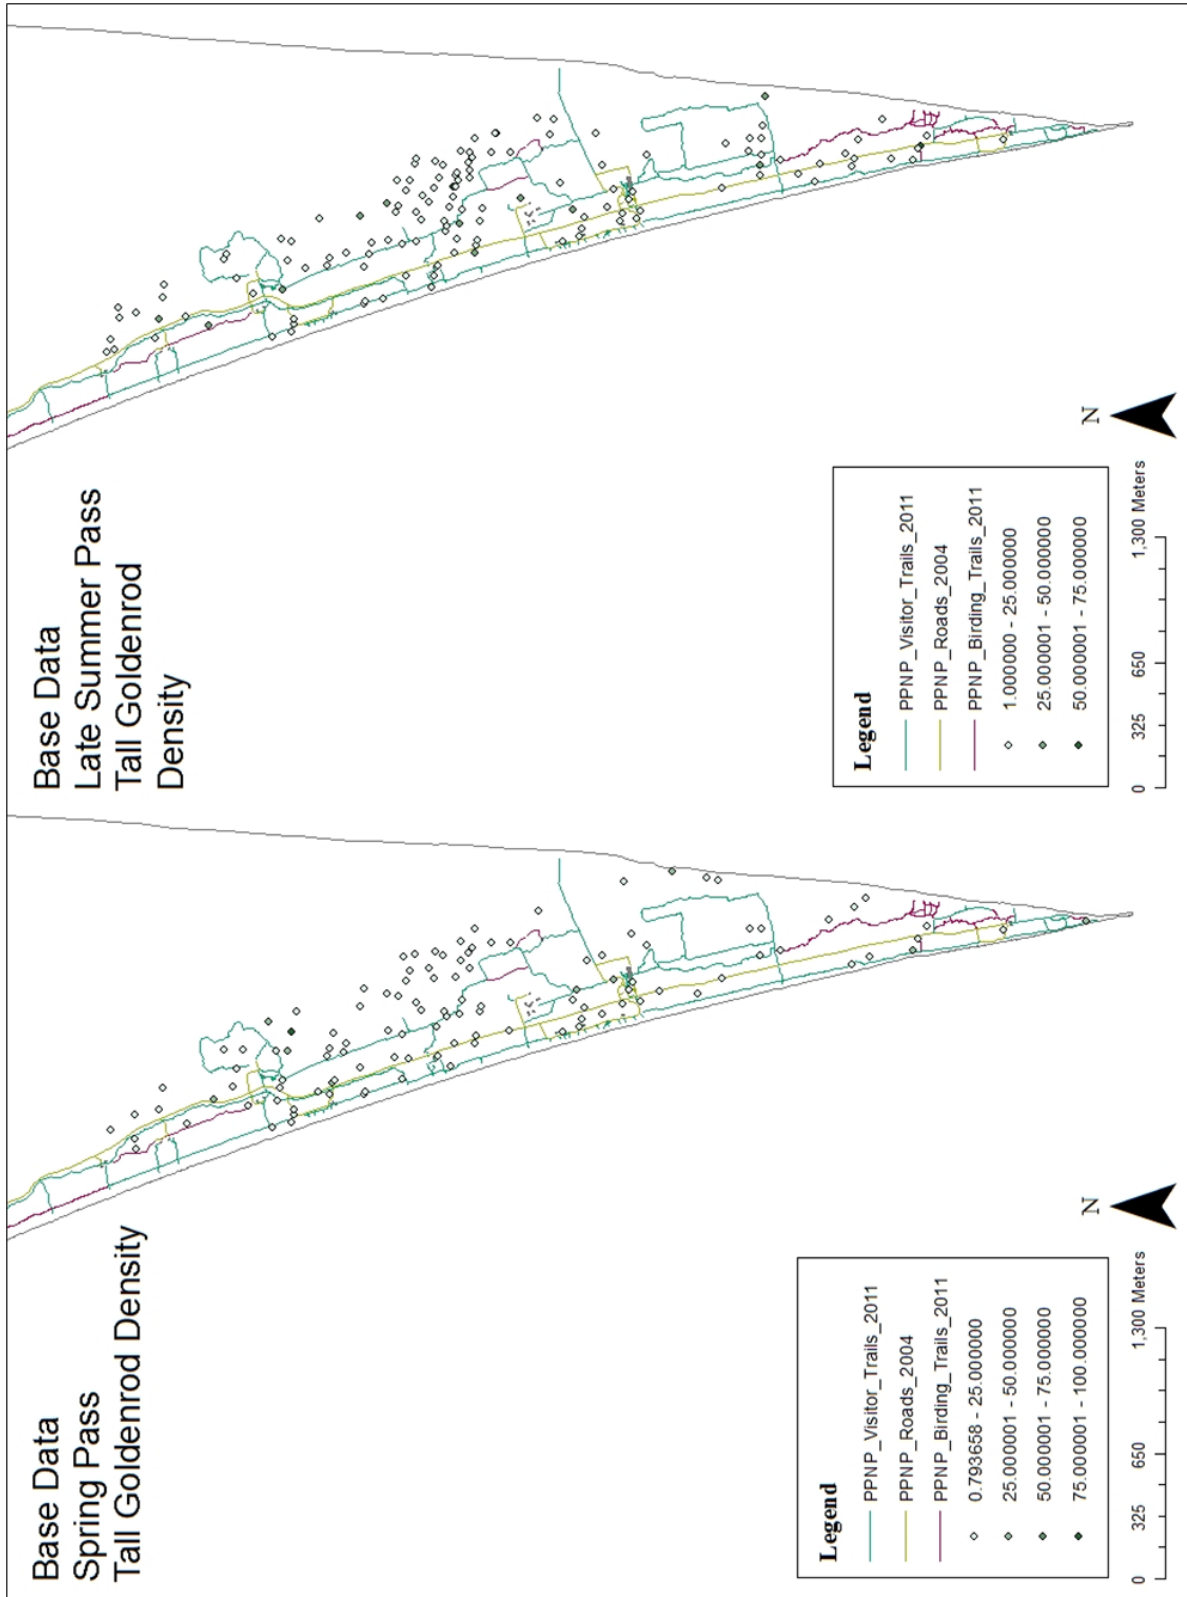 Base Data
Spring Pass
Tall Goldenrod Density
Legend
PPNP_Visitor_Trails_2011
PPNP_Roads_2004
PPNP_Birding_Trails_2011
0.793658 - 25.000000
25.000001 - 50.000000
50.000001 - 75.000000
75.000001 - 100.000000
N
0 325 650 1,300 Meters
Base Data
Late Summer Pass
Tall Goldenrod
Density
Legend
PPNP_Visitor_Trails_2011
PPNP_Roads_2004
PPNP_Birding_Trails_2011
1.000000 - 25.000000
25.000001 - 50.000000
50.000001 - 75.000000
N
0 325 650 1,300 Meters